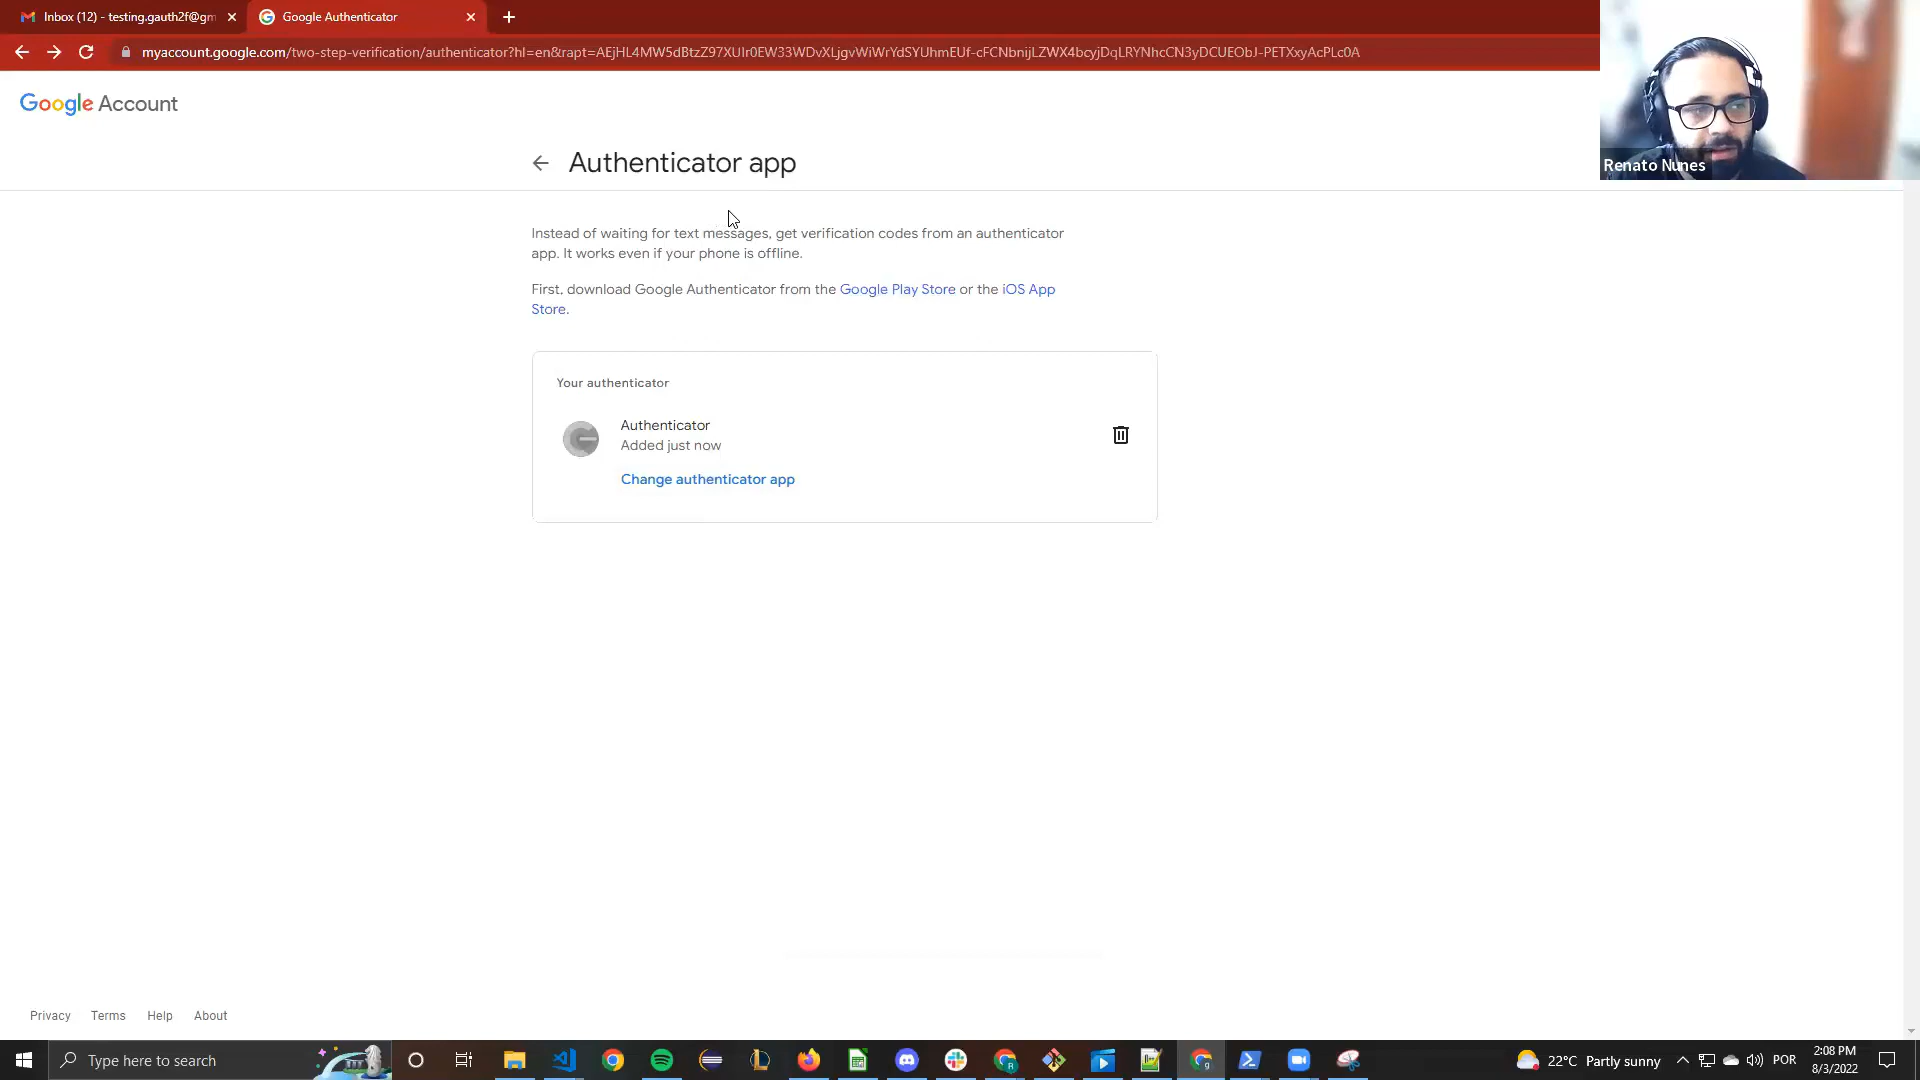 Inbox (12) - testing.gauth2f@gm
Google Authenticator
myaccount.google.com/two-step-verification/authenticator?hl=en&rapt=AEjHL4MW5dBtzZ97XUIr0EW33WDvXLjgvWiWrYdSYUhmEUf-cFCNbnijLZWX4bcyjDqLRYNhcCN3yDCUEObJ-PETXxyAcPLc0A
Google Account
Renato Nunes
Authenticator app
Instead of waiting for text messages, get verification codes from an authenticator
app. It works even if your phone is offline.
First, download Google Authenticator from the Google Play Store or the iOS App
Store.
Your authenticator
Authenticator
Added just now
Change authenticator app
Privacy Terms Help About
Type here to search
22°C Partly sunny
POR
2:08 PM
8/3/2022